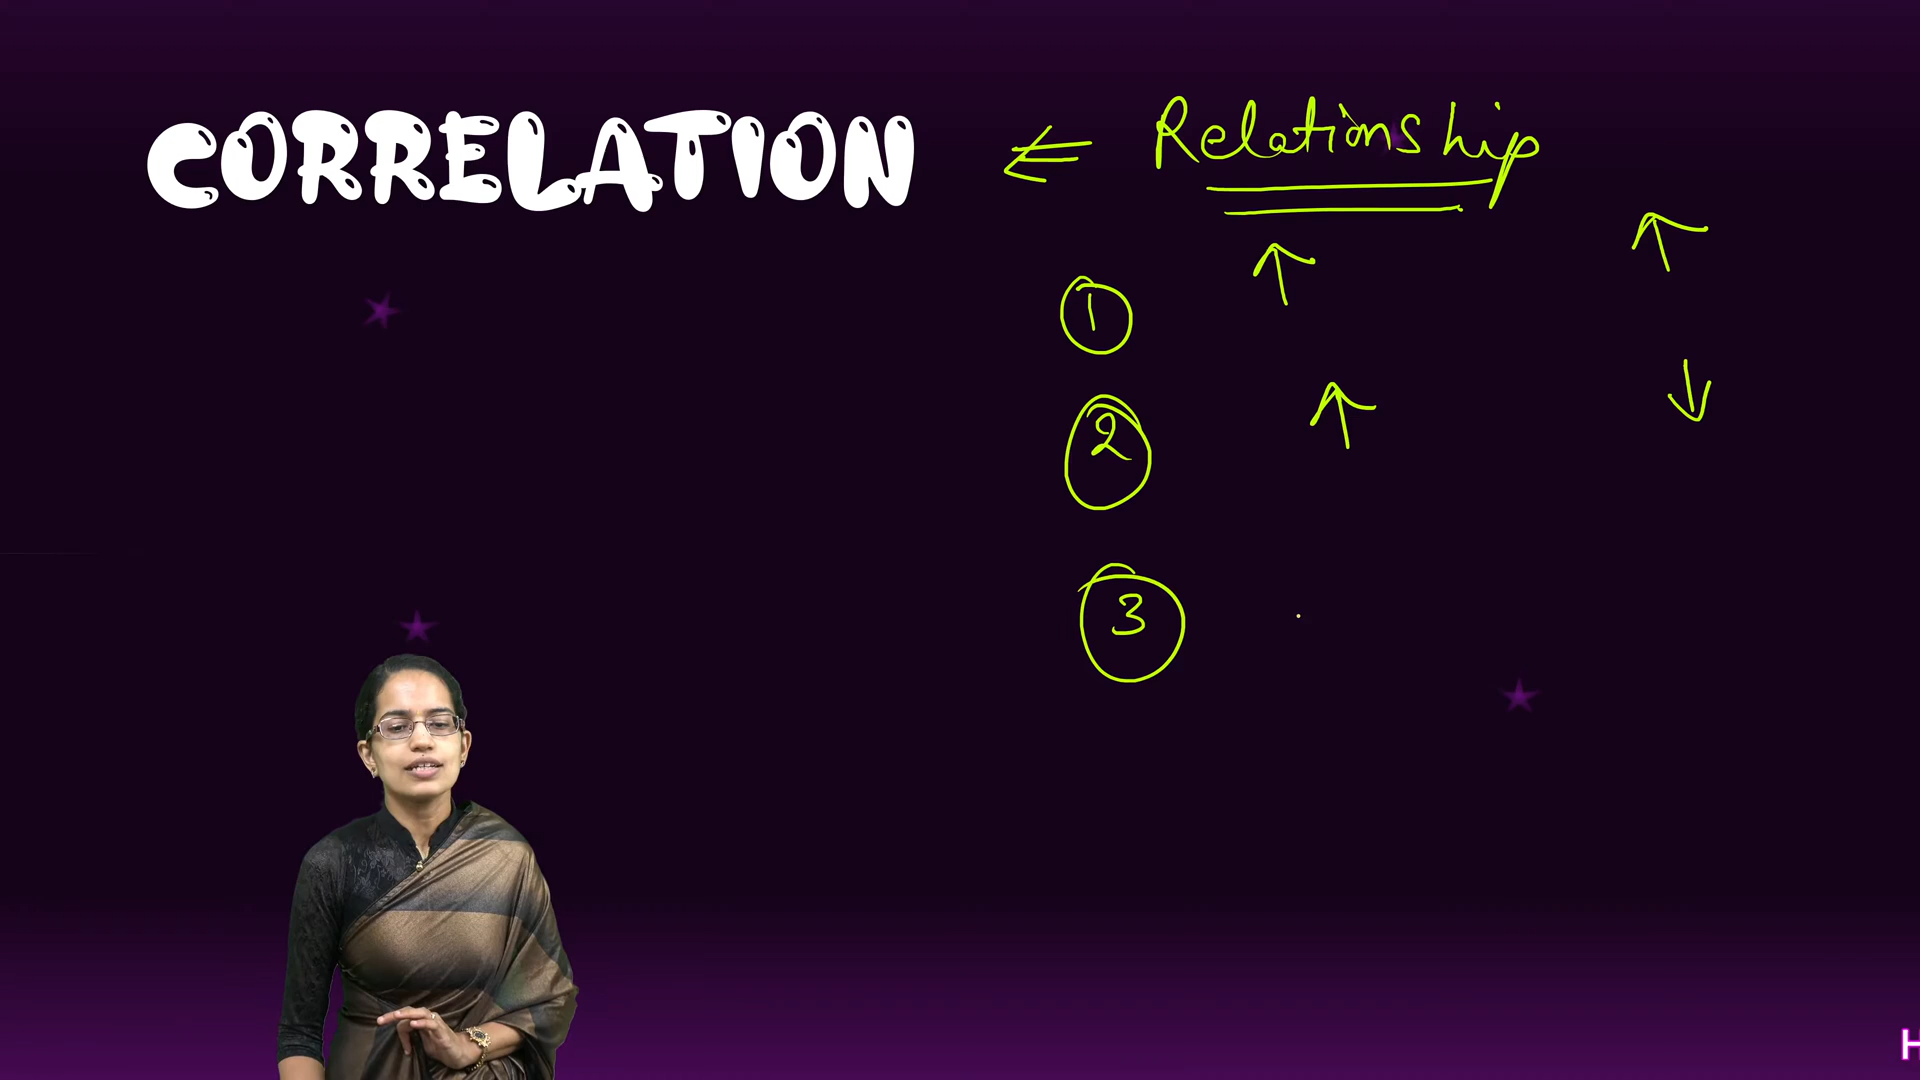 CORRELATION ⇐ Relationship
1 ↑ ↑
2 ↑ ↓
3
H